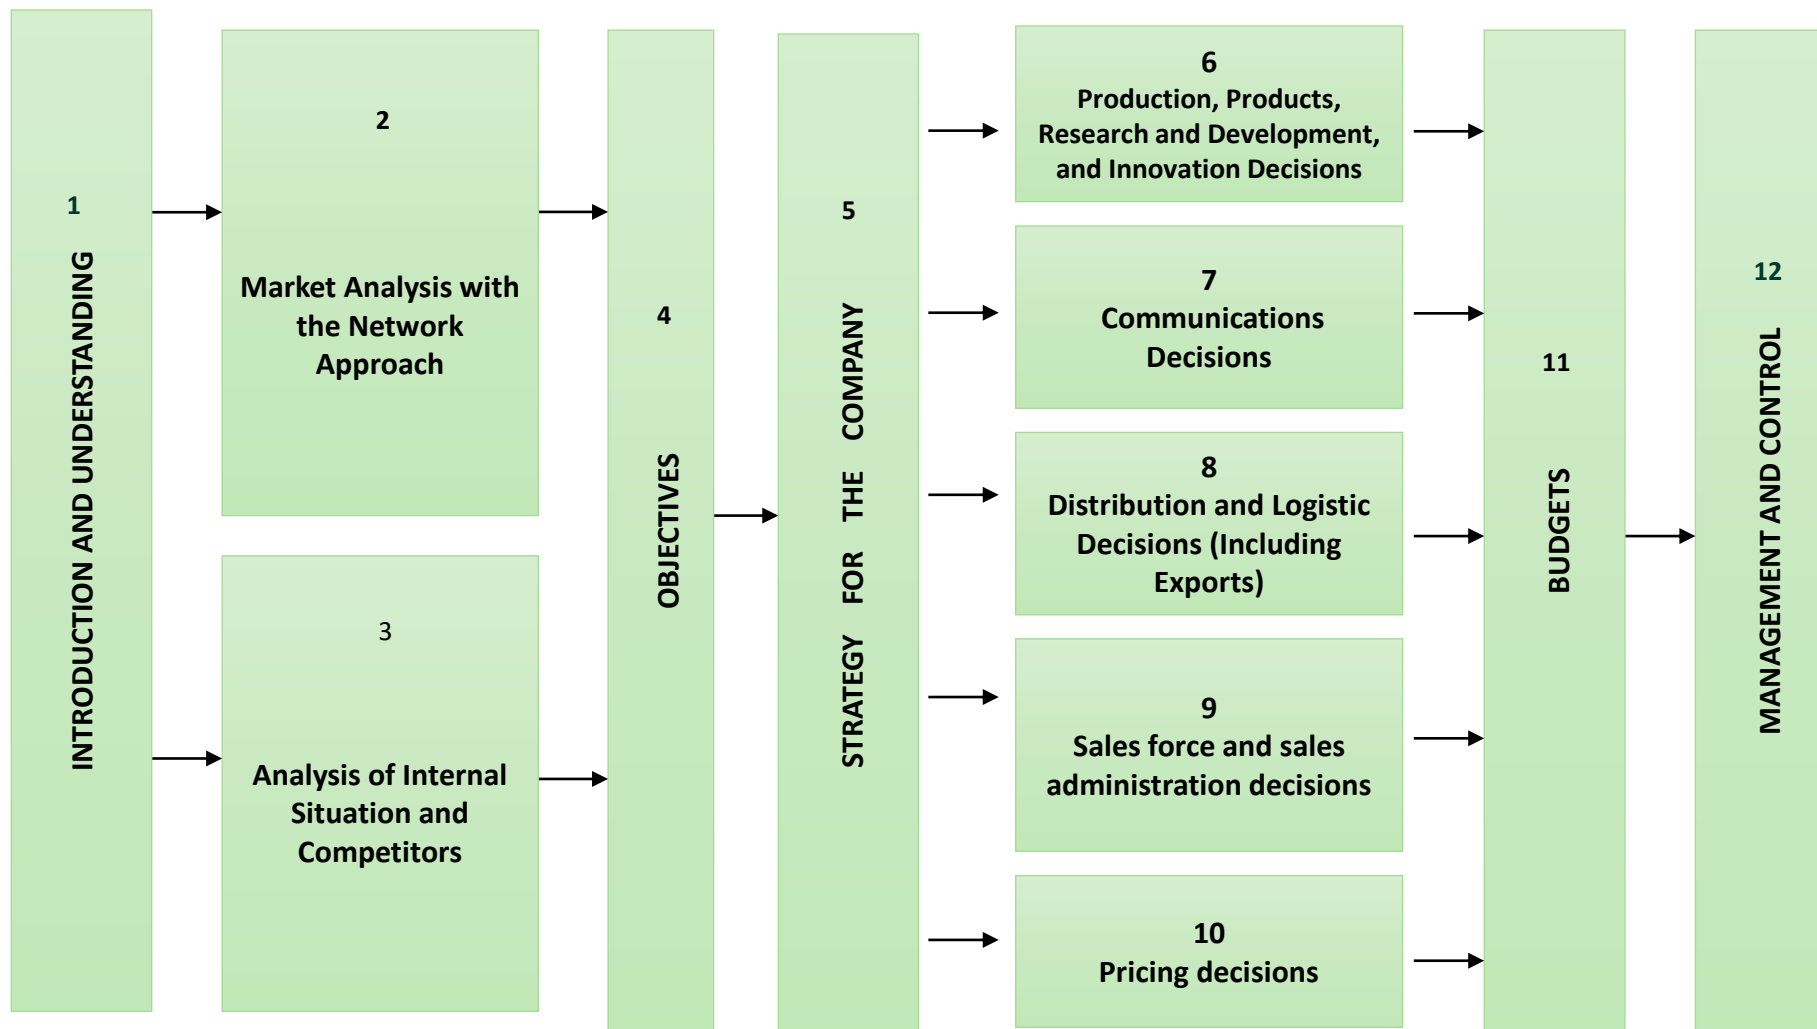 1
INTRODUCTION AND UNDERSTANDING
2
Market Analysis with
the Network
Approach
3
Analysis of Internal
Situation and
Competitors
4
OBJECTIVES
5
STRATEGY FOR THE COMPANY
6
Production, Products,
Research and Development,
and Innovation Decisions
7
Communications
Decisions
8
Distribution and Logistic
Decisions (Including
Exports)
9
Sales force and sales
administration decisions
10
Pricing decisions
11
BUDGETS
12
MANAGEMENT AND CONTROL